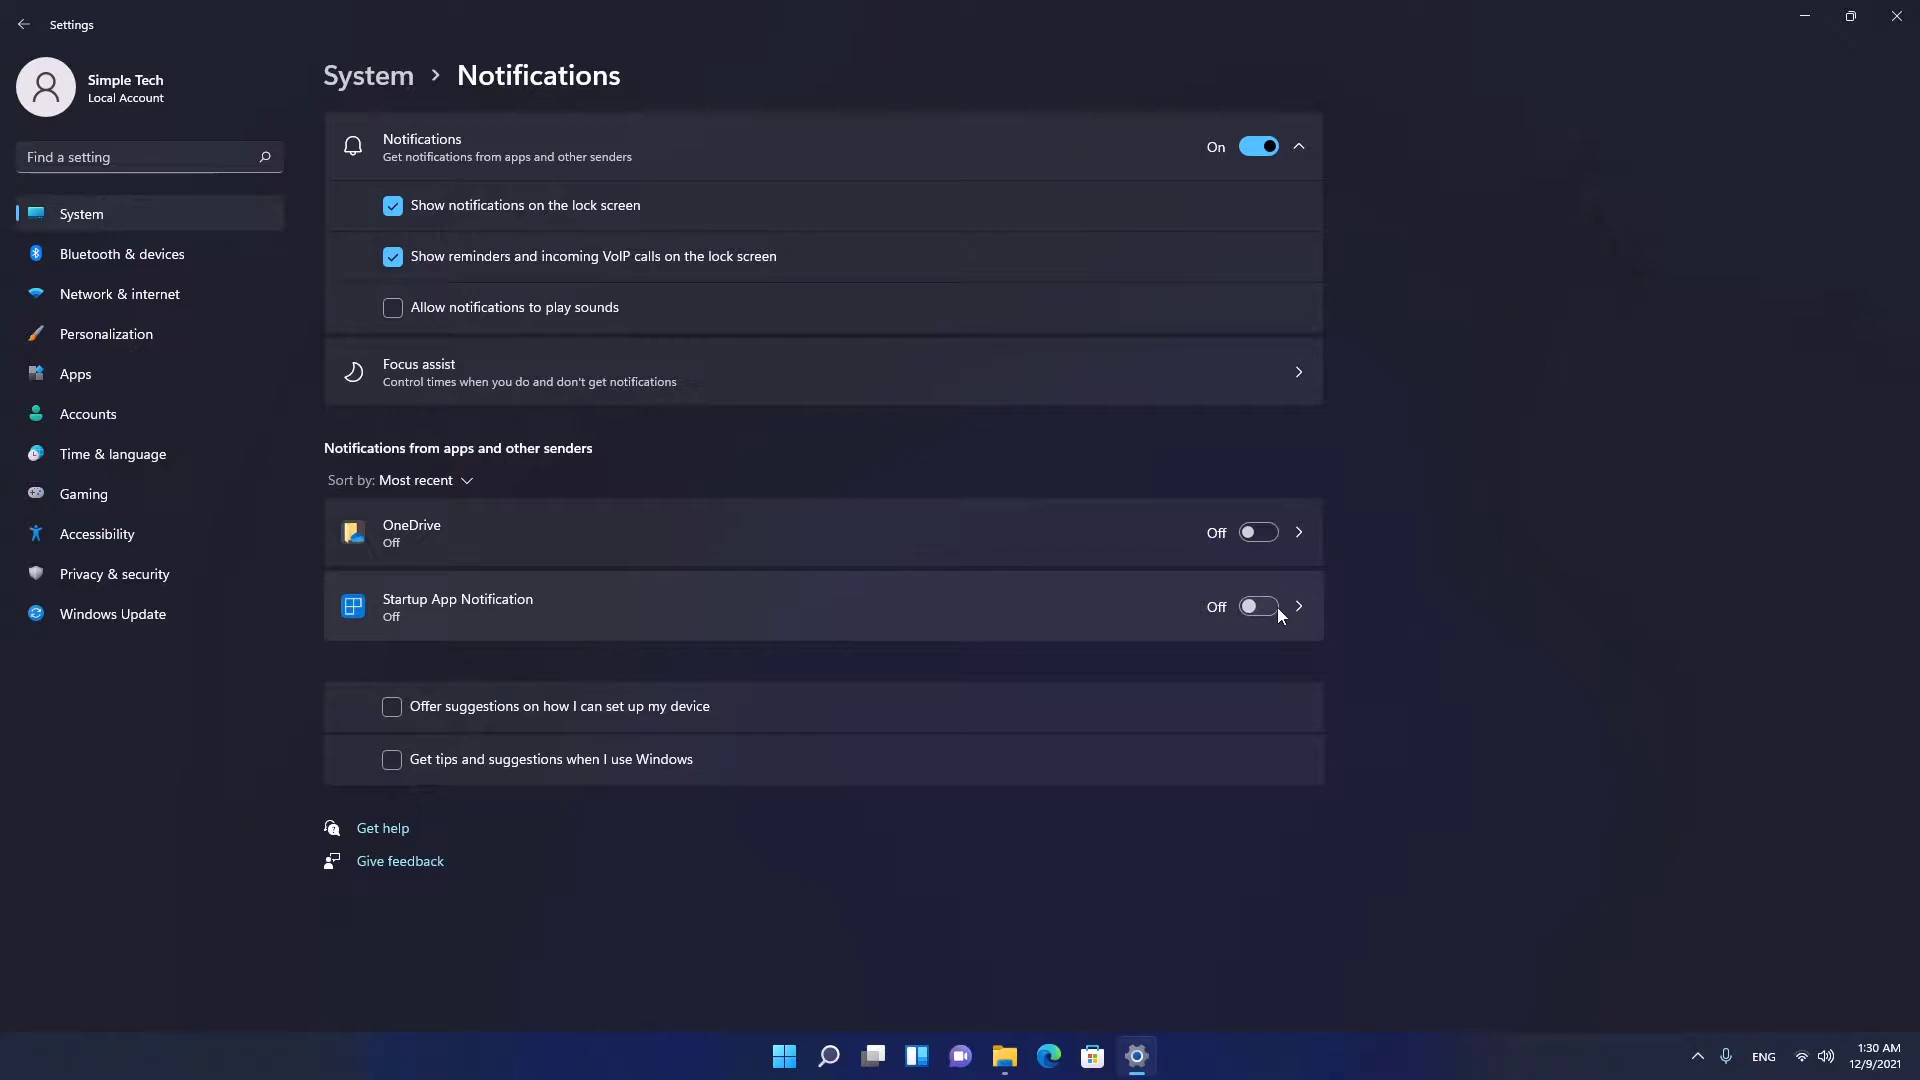 Settings
Simple Tech
Local Account
Find a setting
System
Bluetooth & devices
Network & internet
Personalization
Apps
Accounts
Time & language
Gaming
Accessibility
Privacy & security
Windows Update
System > Notifications
Notifications
Get notifications from apps and other senders
On
Show notifications on the lock screen
Show reminders and incoming VoIP calls on the lock screen
Allow notifications to play sounds
Focus assist
Control times when you do and don't get notifications
Notifications from apps and other senders
Sort by: Most recent
OneDrive
Off
Off
Startup App Notification
Off
Off
Offer suggestions on how I can set up my device
Get tips and suggestions when I use Windows
Get help
Give feedback
ENG
1:30 AM
12/9/2021